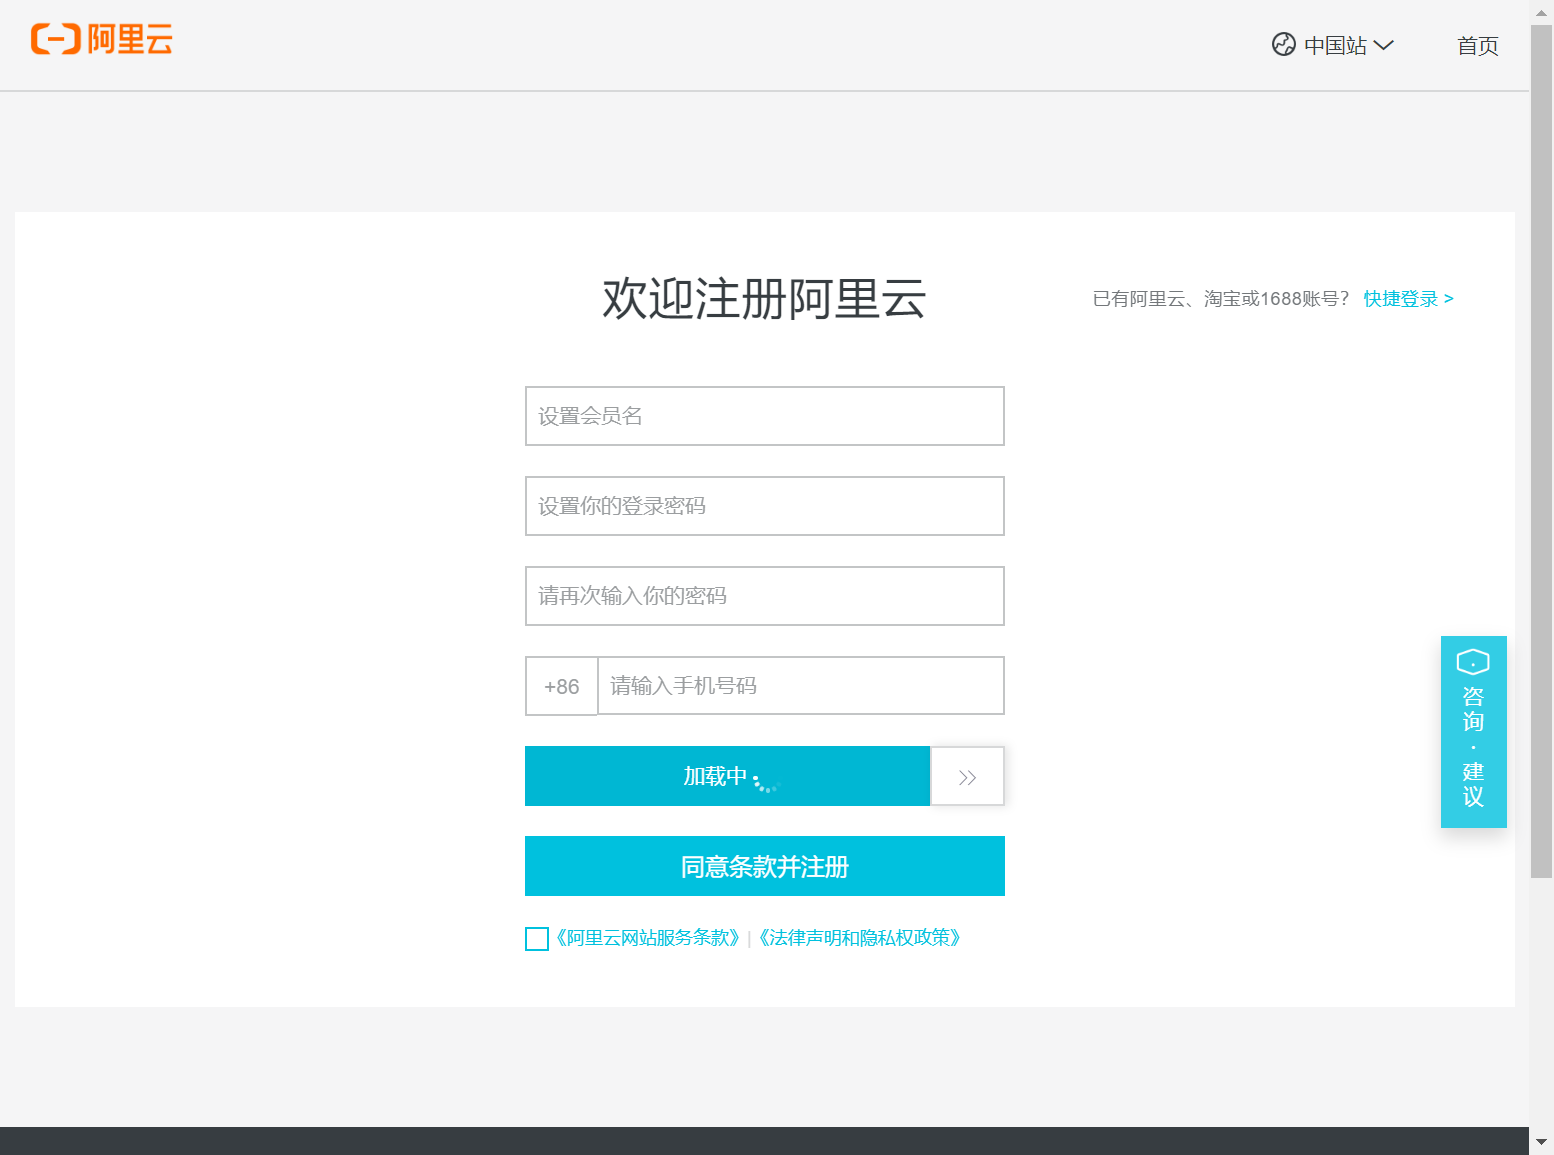 阿里云
中国站
首页
欢迎注册阿里云
已有阿里云、淘宝或1688账号? 快捷登录 >
设置会员名
设置你的登录密码
请再次输入你的密码
+86 请输入手机号码
加载中
同意条款并注册
《阿里云网站服务条款》 | 《法律声明和隐私权政策》
咨询·建议